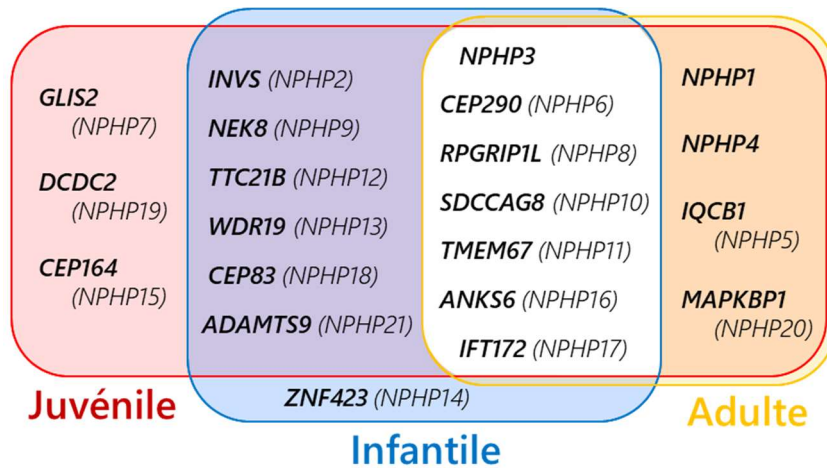 GLIS2
(NPHP7)
DCDC2
(NPHP19)
CEP164
(NPHP15)
INVS (NPHP2)
NEK8 (NPHP9)
TTC21B (NPHP12)
WDR19 (NPHP13)
CEP83 (NPHP18)
ADAMTS9 (NPHP21)
NPHP3
CEP290 (NPHP6)
RPGRIP1L (NPHP8)
SDCCAG8 (NPHP10)
TMEM67 (NPHP11)
ANKS6 (NPHP16)
IFT172 (NPHP17)
NPHP1
NPHP4
IQCB1
(NPHP5)
MAPKBP1
(NPHP20)
ZNF423 (NPHP14)
Juvénile
Infantile
Adulte